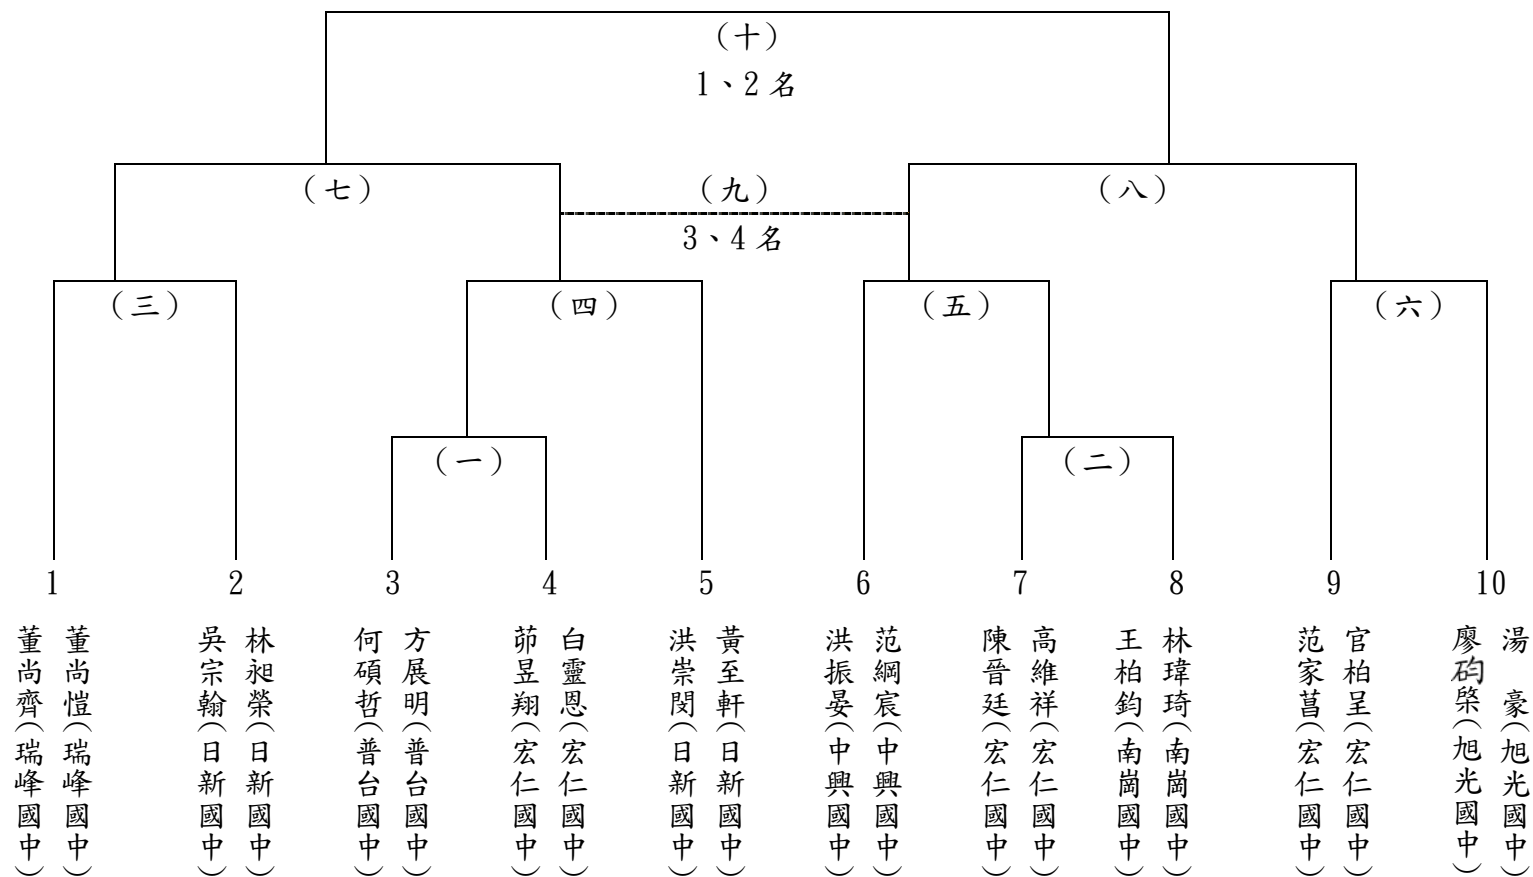 （十）
1、2 名
（七）
（九）
（八）
3、4 名
（三）
（四）
（五）
（六）
（一）
（二）
1
2
3
4
5
6
7
8
9
10
董尚齊（瑞峰國中）
董尚愷（瑞峰國中）
吳宗翰（日新國中）
林昶榮（日新國中）
何碩哲（普台國中）
方展明（普台國中）
茆昱翔（宏仁國中）
白靈恩（宏仁國中）
洪崇閔（日新國中）
黃至軒（日新國中）
洪振晏（中興國中）
范綱宸（中興國中）
陳晉廷（宏仁國中）
高維祥（宏仁國中）
王柏鈞（南崗國中）
林瑋琦（南崗國中）
范家菖（宏仁國中）
官柏呈（宏仁國中）
廖砃棨（旭光國中）
湯　豪（旭光國中）